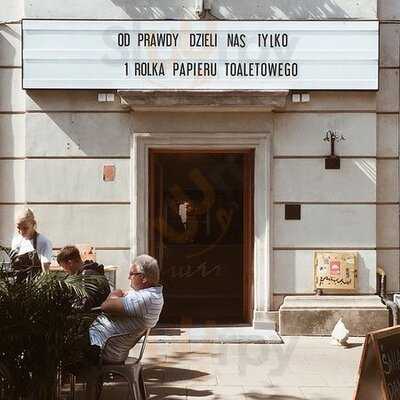 OD PRAWDY DZIELI NAS TYLKO
1 ROLKA PAPIERU TOALETOWEGO